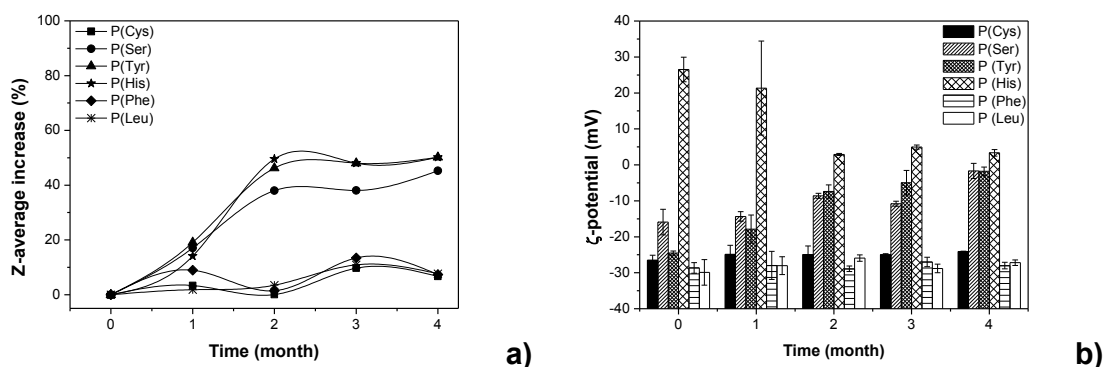 100
80
60
40
20
0
Z-average increase (%)
P(Cys)
P(Ser)
P(Tyr)
P(His)
P(Phe)
P(Leu)
0 1 2 3 4
Time (month)
a)
40
30
20
10
0
-10
-20
-30
-40
ζ-potential (mV)
P(Cys)
P(Ser)
P (Tyr)
P (His)
P (Phe)
P (Leu)
0 1 2 3 4
Time (month)
b)